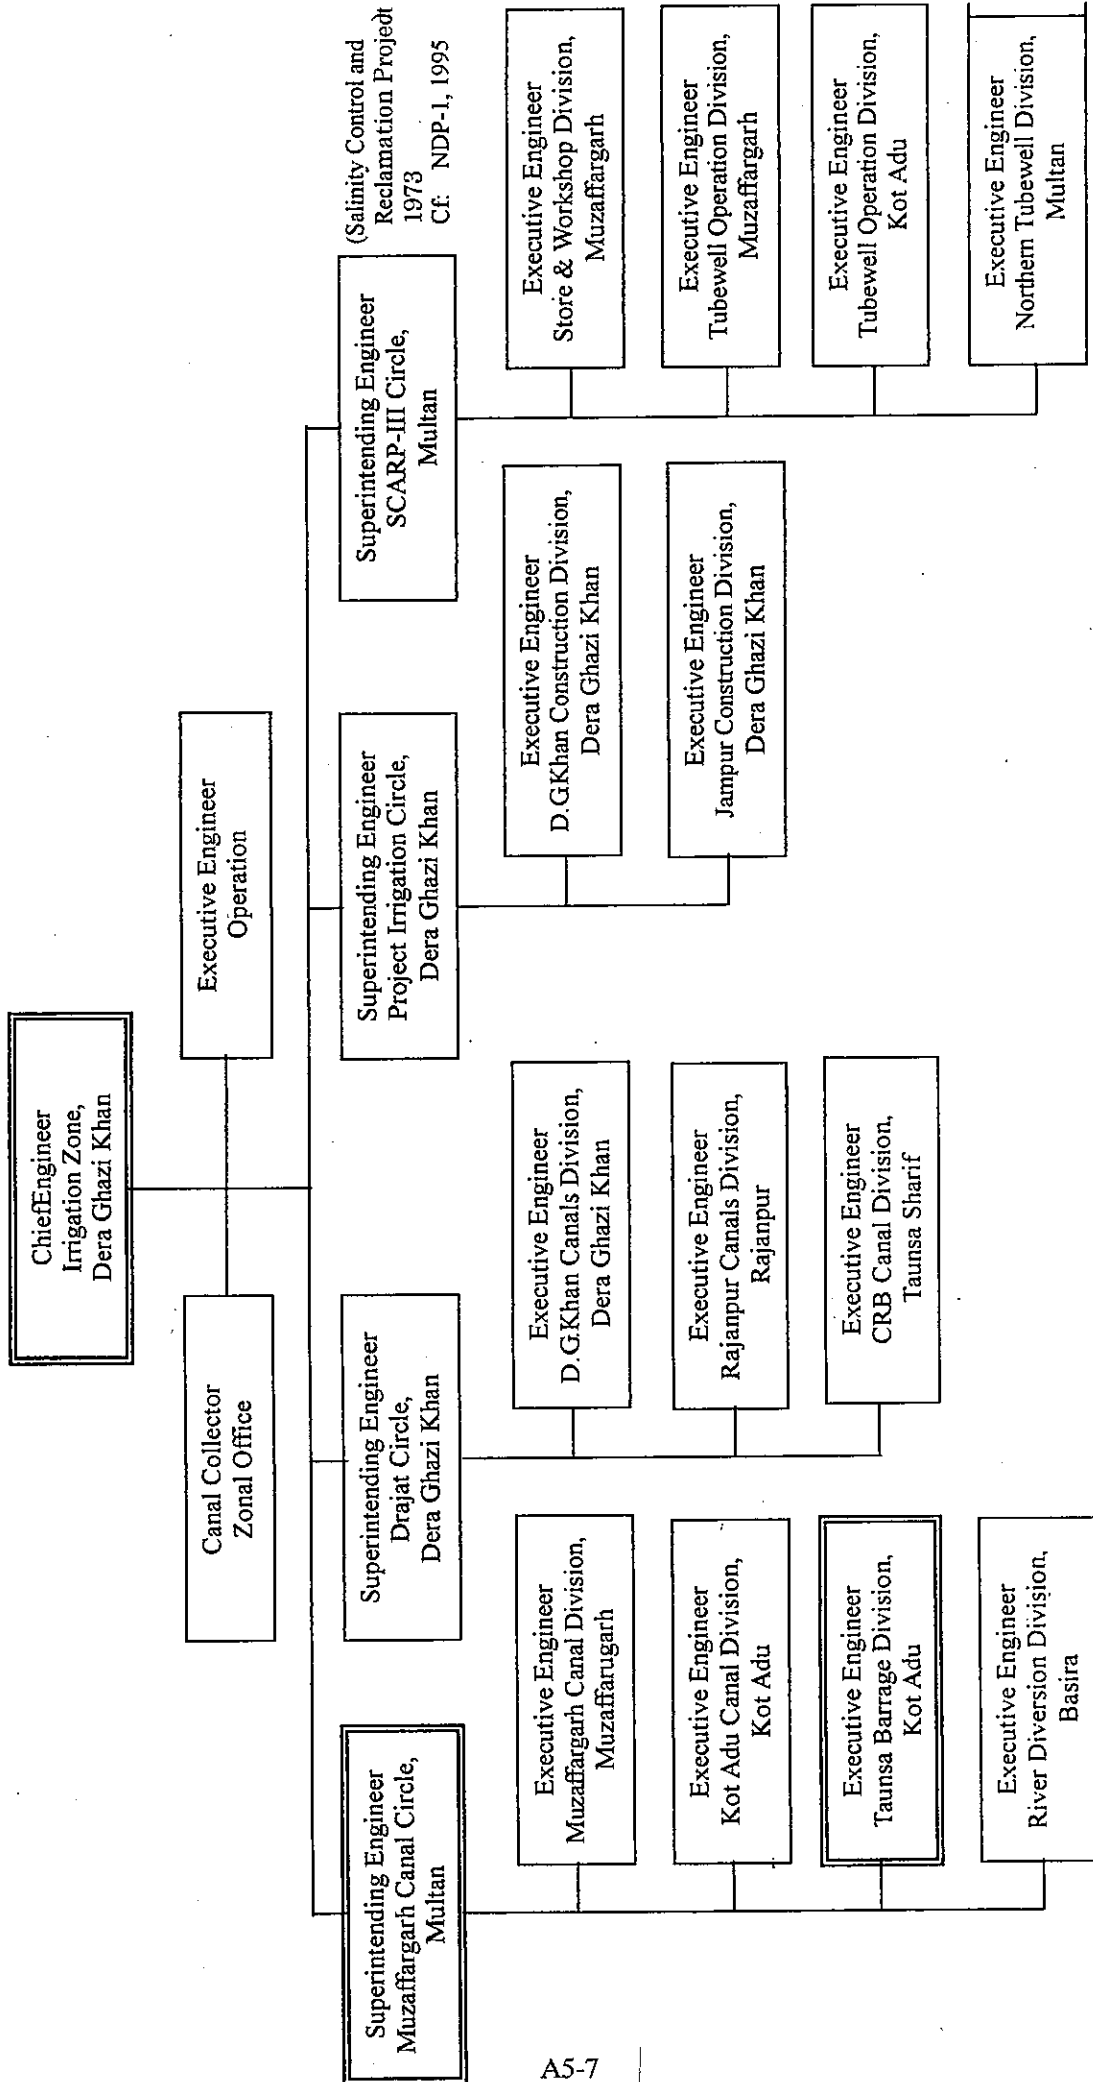 ChiefEngineer
Irrigation Zone,
Dera Ghazi Khan
Canal Collector
Zonal Office
Executive Engineer
Operation
Superintending Engineer
Muzaffargarh Canal Circle,
Multan
Superintending Engineer
Drajat Circle,
Dera Ghazi Khan
Superintending Engineer
Project Irrigation Circle,
Dera Ghazi Khan
Superintending Engineer
SCARP-III Circle,
Multan
(Salinity Control and
Reclamation Project
1973
Cf: NDP-1, 1995
Executive Engineer
Muzaffargarh Canal Division,
Muzaffarugarh
Executive Engineer
Kot Adu Canal Division,
Kot Adu
Executive Engineer
Taunsa Barrage Division,
Kot Adu
Executive Engineer
River Diversion Division,
Basira
Executive Engineer
D.G.Khan Canals Division,
Dera Ghazi Khan
Executive Engineer
Rajanpur Canals Division,
Rajanpur
Executive Engineer
CRB Canal Division,
Taunsa Sharif
Executive Engineer
D.G.Khan Construction Division,
Dera Ghazi Khan
Executive Engineer
Jampur Construction Division,
Dera Ghazi Khan
Executive Engineer
Store & Workshop Division,
Muzaffargarh
Executive Engineer
Tubewell Operation Division,
Muzaffargarh
Executive Engineer
Tubewell Operation Division,
Kot Adu
Executive Engineer
Northern Tubewell Division,
Multan
A5-7